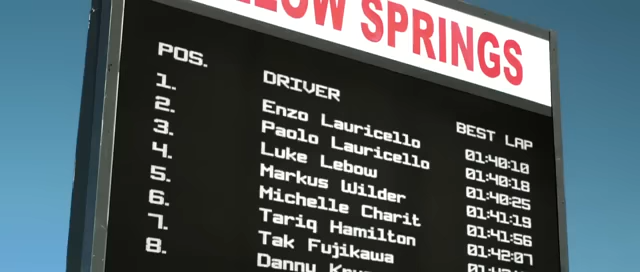 LOW SPRINGS
POS. DRIVER BEST LAP
1. Enzo Lauricello 01:40:10
2. Paolo Lauricello 01:40:18
3. Luke Lebow 01:40:25
4. Markus Wilder 01:41:19
5. Michelle Charit 01:41:56
6. Tariq Hamilton 01:42:07
7. Tak Fujikawa
8. Danny